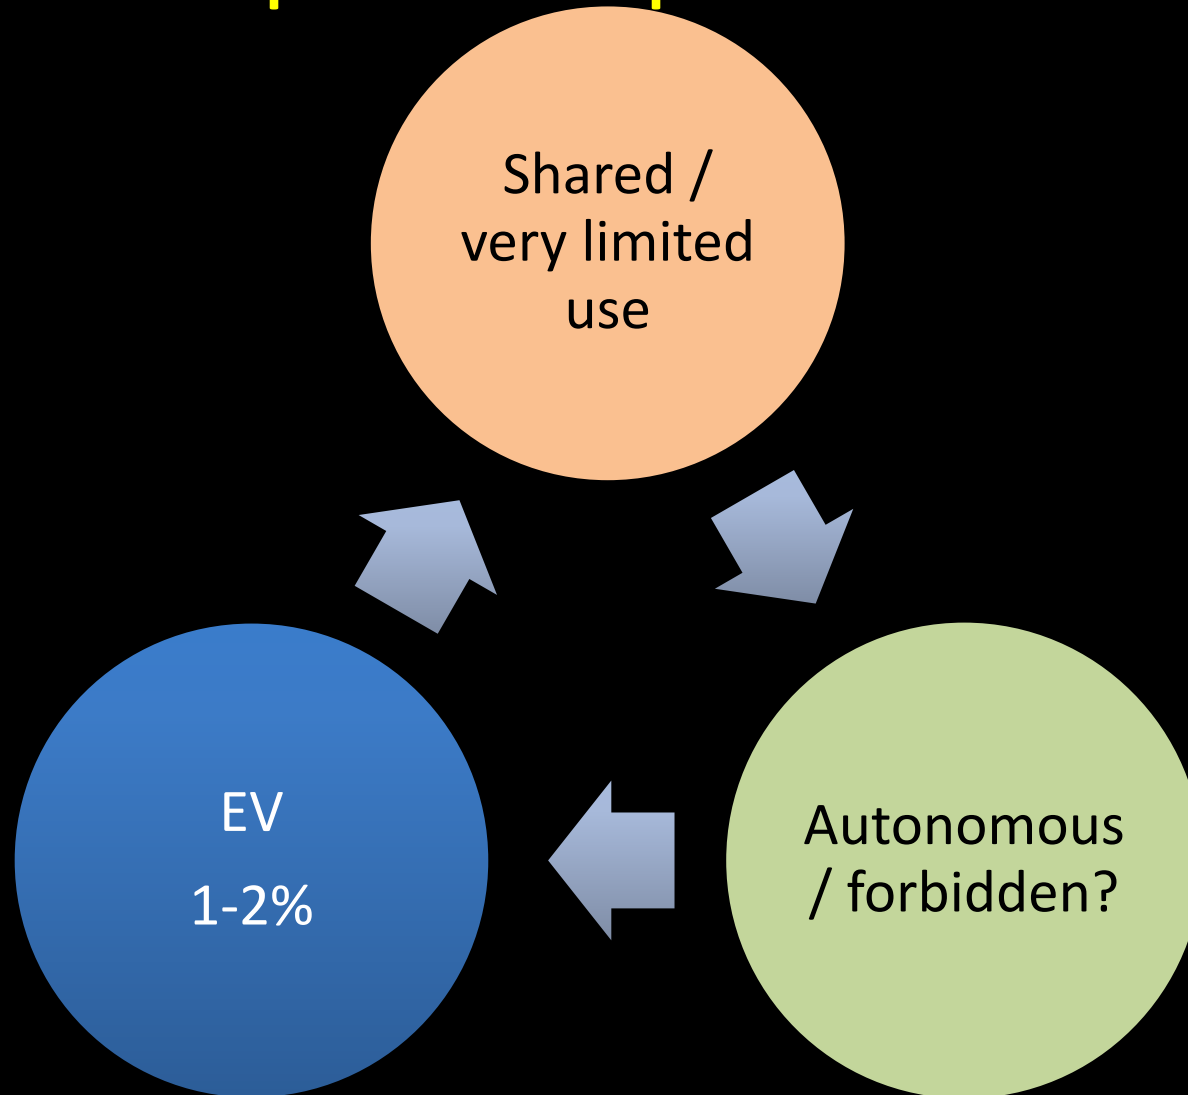 Shared /
very limited
use
EV
1-2%
Autonomous
/ forbidden?